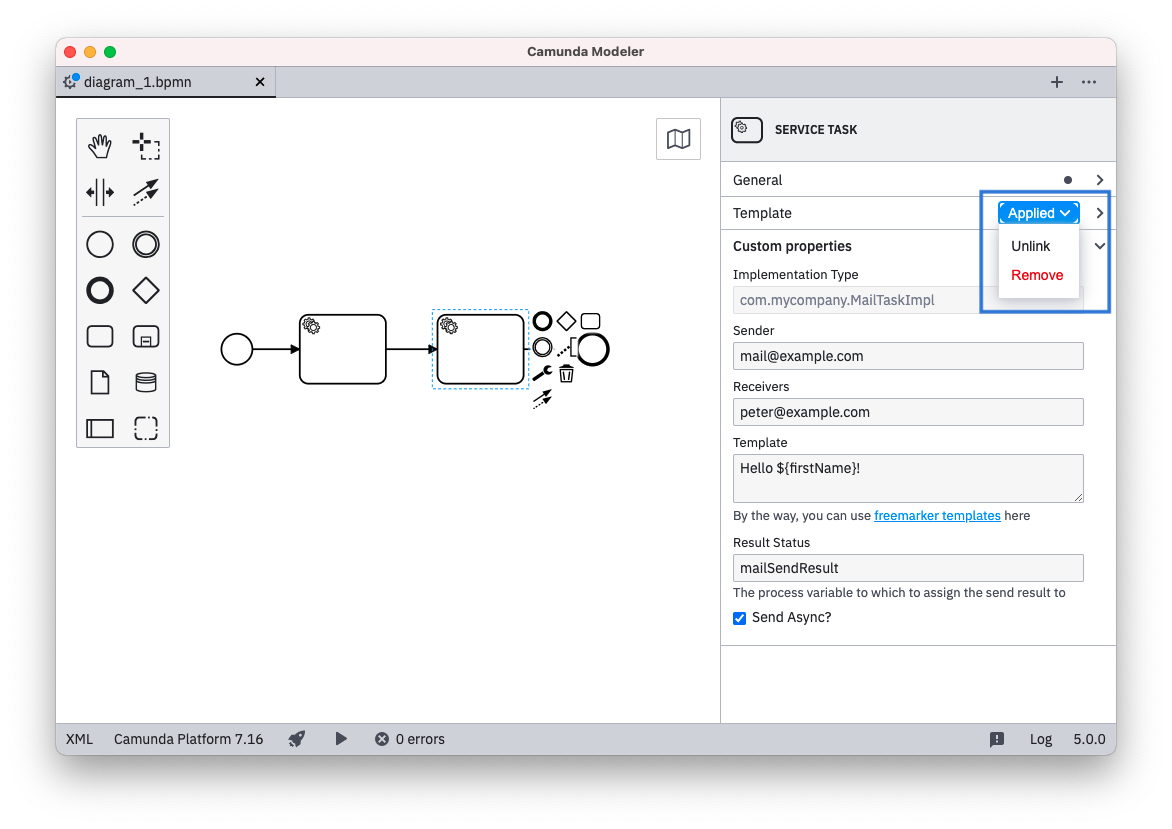 Camunda Modeler
diagram_1.bpmn
SERVICE TASK
General
Template
Applied
Unlink
Remove
Custom properties
Implementation Type
com.mycompany.MailTaskImpl
Sender
mail@example.com
Receivers
peter@example.com
Template
Hello ${firstName}!
By the way, you can use freemarker templates here
Result Status
mailSendResult
The process variable to which to assign the send result to
Send Async?
XML
Camunda Platform 7.16
0 errors
Log
5.0.0